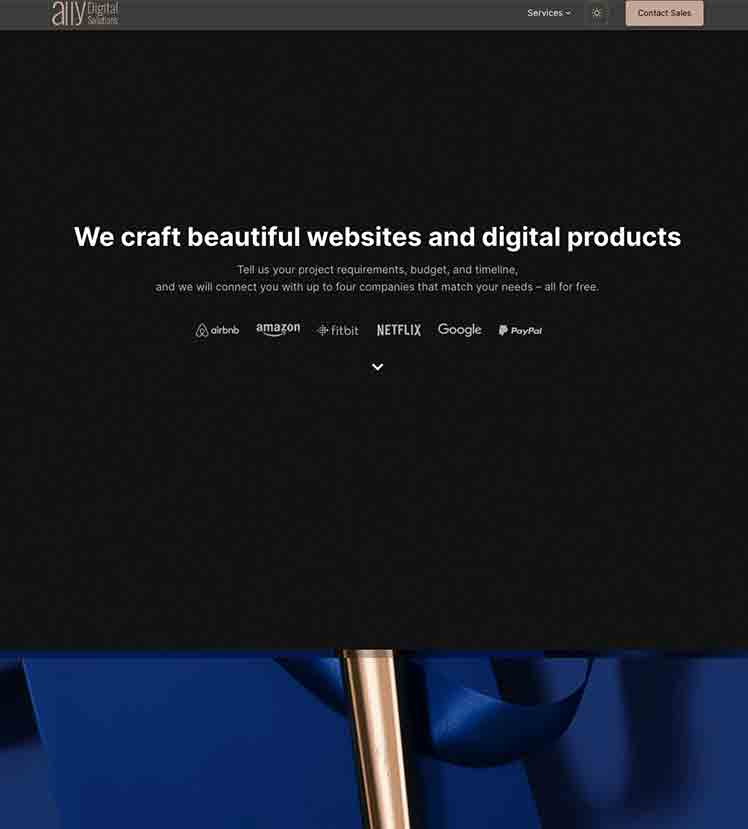 ally Digital
Solutions
Services
Contact Sales
We craft beautiful websites and digital products
Tell us your project requirements, budget, and timeline,
and we will connect you with up to four companies that match your needs – all for free.
airbnb amazon fitbit NETFLIX Google PayPal